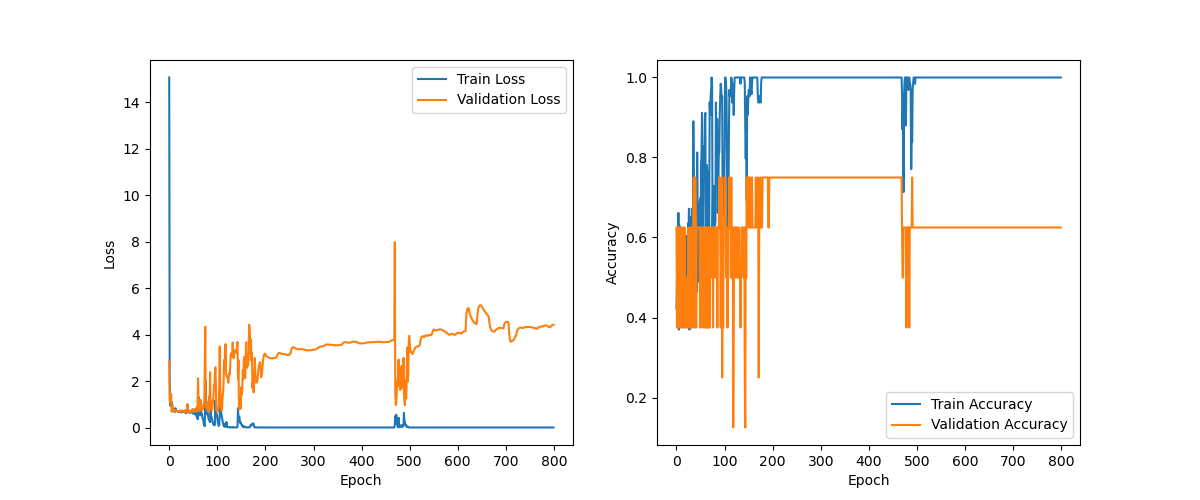 Train Loss
Validation Loss
14
12
10
8
6
4
2
0
Loss
0 100 200 300 400 500 600 700 800
Epoch
1.0
0.8
0.6
0.4
0.2
Accuracy
Train Accuracy
Validation Accuracy
0 100 200 300 400 500 600 700 800
Epoch